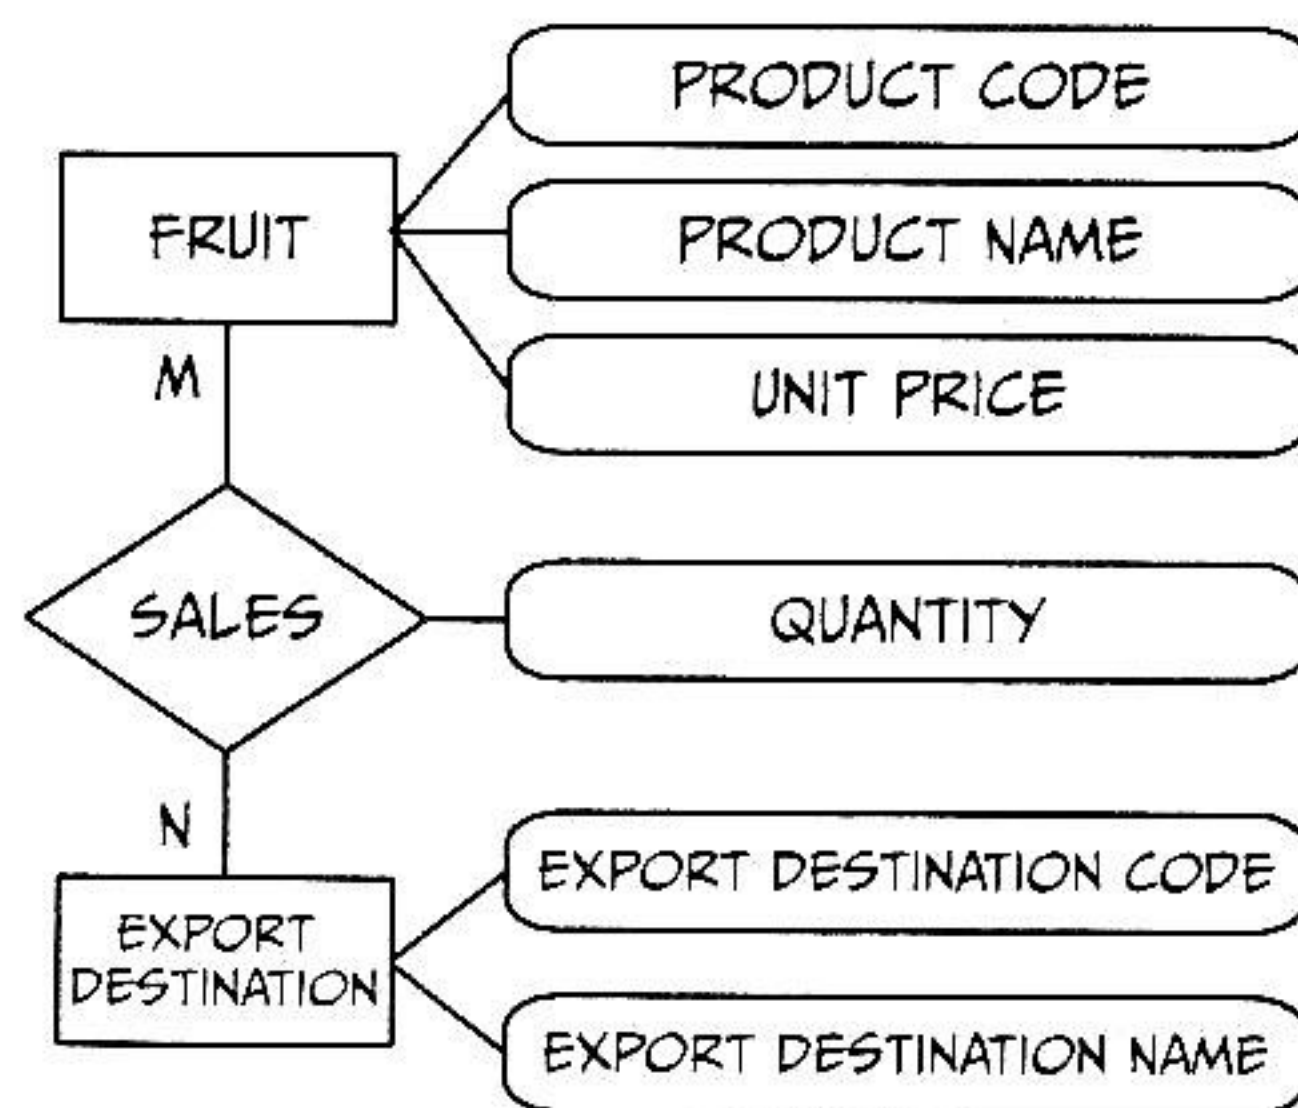 PRODUCT CODE
FRUIT
PRODUCT NAME
UNIT PRICE
M
SALES
QUANTITY
N
EXPORT
DESTINATION
EXPORT DESTINATION CODE
EXPORT DESTINATION NAME